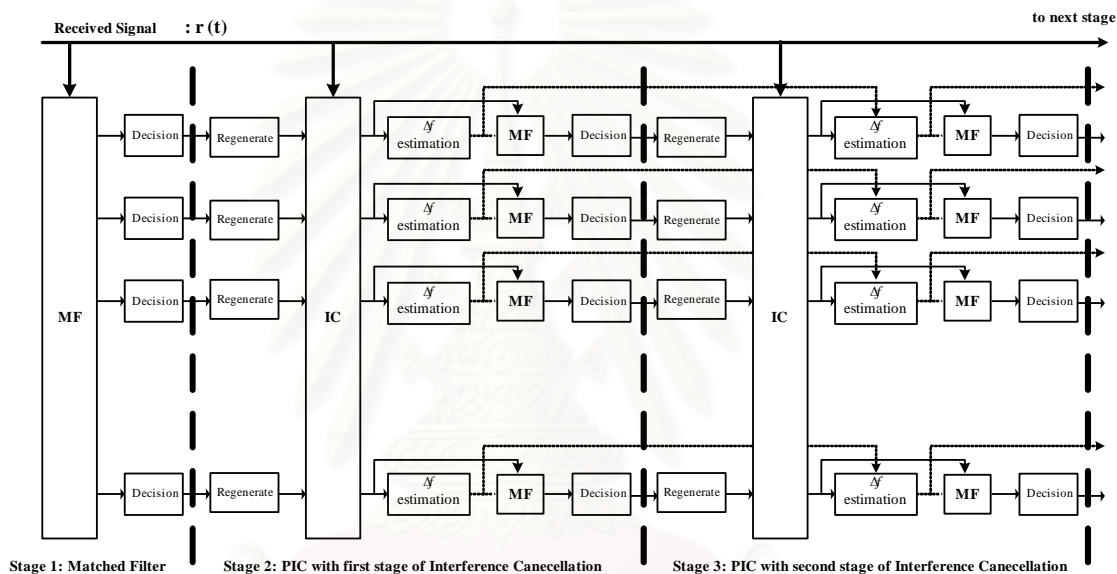 to next stage
Received Signal : r (t)
MF
Decision
Regenerate
IC
Δf estimation
MF
Decision
Regenerate
IC
Δf estimation
MF
Decision
Decision
Regenerate
Δf estimation
MF
Decision
Regenerate
Δf estimation
MF
Decision
Decision
Regenerate
Δf estimation
MF
Decision
Regenerate
Δf estimation
MF
Decision
Decision
Regenerate
Δf estimation
MF
Decision
Regenerate
Δf estimation
MF
Decision
Stage 1: Matched Filter
Stage 2: PIC with first stage of Interference Canecellation
Stage 3: PIC with second stage of Interference Canecellation